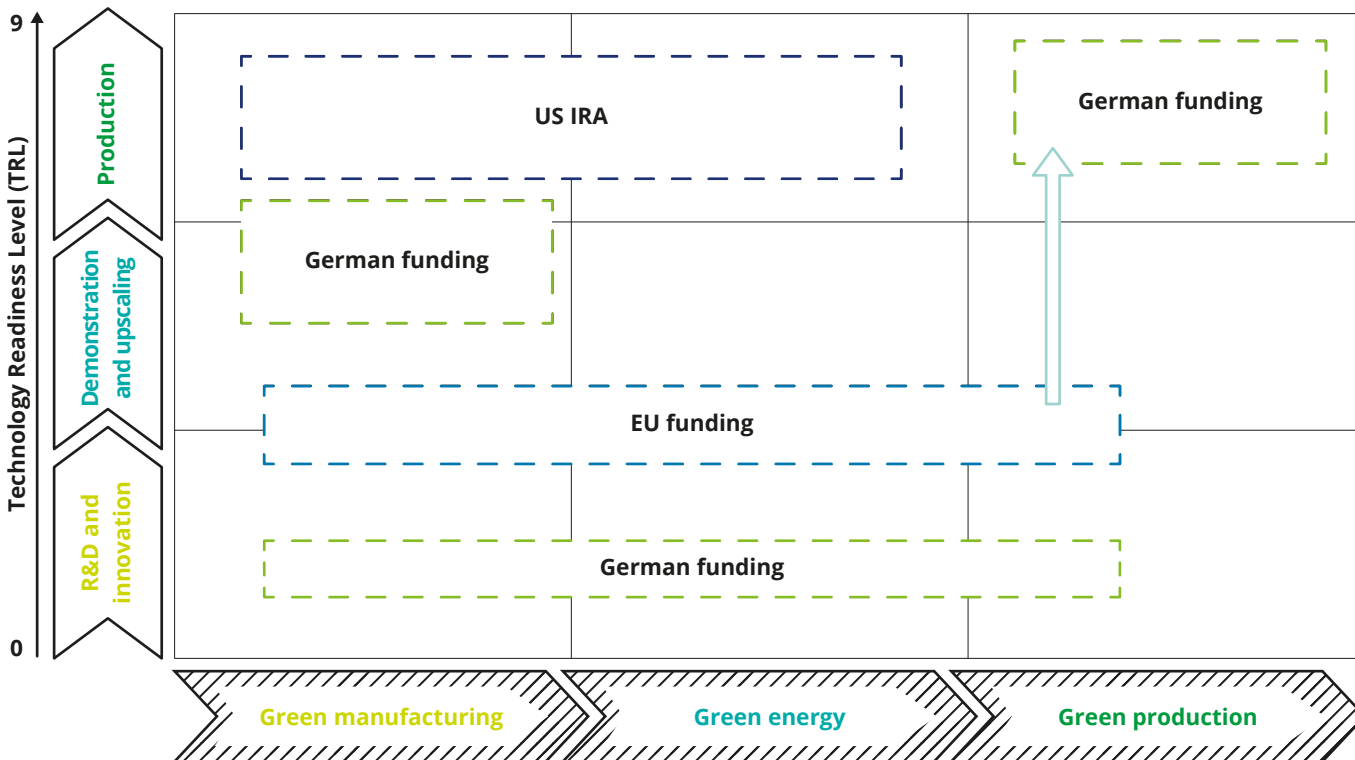 9
Technology Readiness Level (TRL)
0
Production
Demonstration
and upscaling
R&D and
innovation
US IRA
German funding
German funding
EU funding
German funding
Green manufacturing
Green energy
Green production